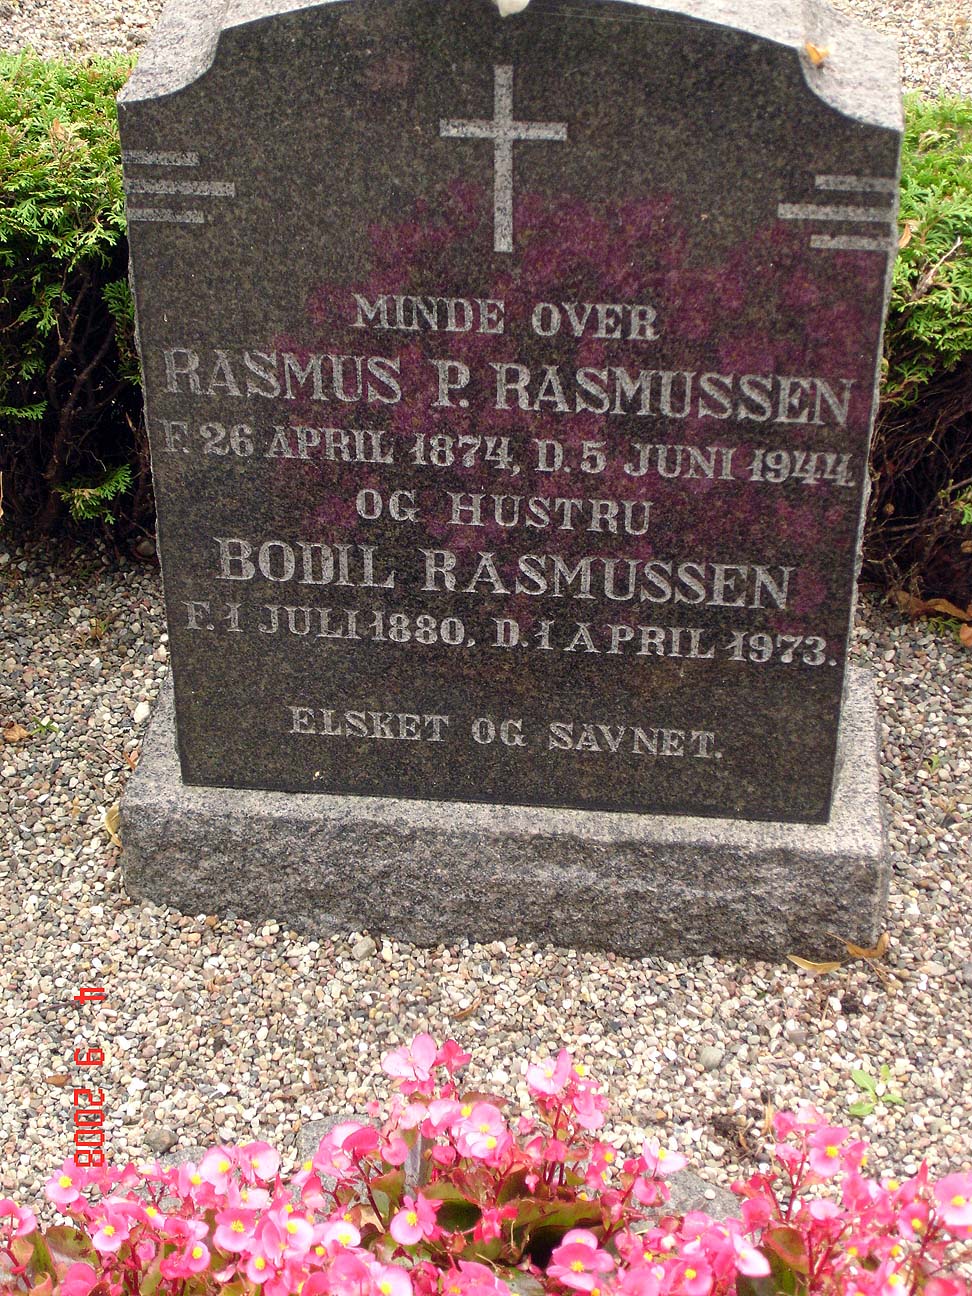 MINDE OVER
RASMUS P. RASMUSSEN
F. 26 APRIL 1874, D. 5 JUNI 1944.
OG HUSTRU
BODIL RASMUSSEN
F. 1 JULI 1880, D. 1 APRIL 1973.
ELSKET OG SAVNET.
4 9 2008